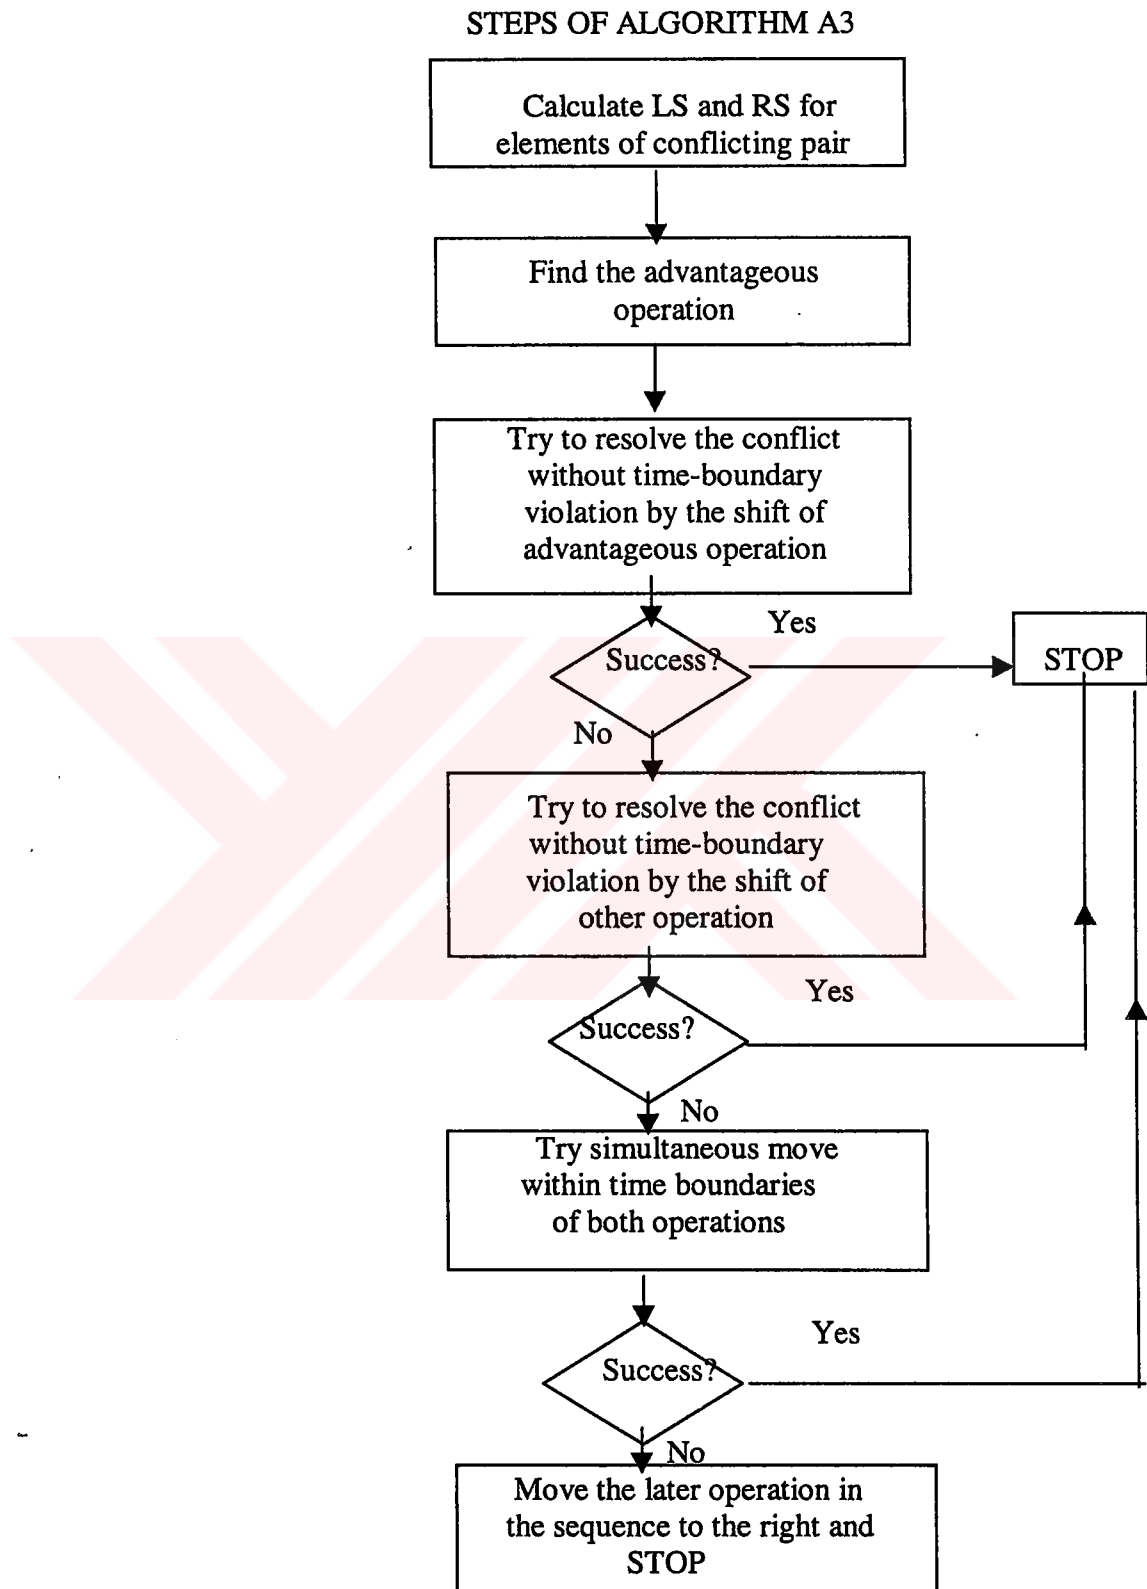 STEPS OF ALGORITHM A3
Calculate LS and RS for
elements of conflicting pair
Find the advantageous
operation
Try to resolve the conflict
without time-boundary
violation by the shift of
advantageous operation
Yes
Success?
STOP
No
Try to resolve the conflict
without time-boundary
violation by the shift of
other operation
Yes
Success?
No
Try simultaneous move
within time boundaries
of both operations
Yes
Success?
No
Move the later operation in
the sequence to the right and
STOP